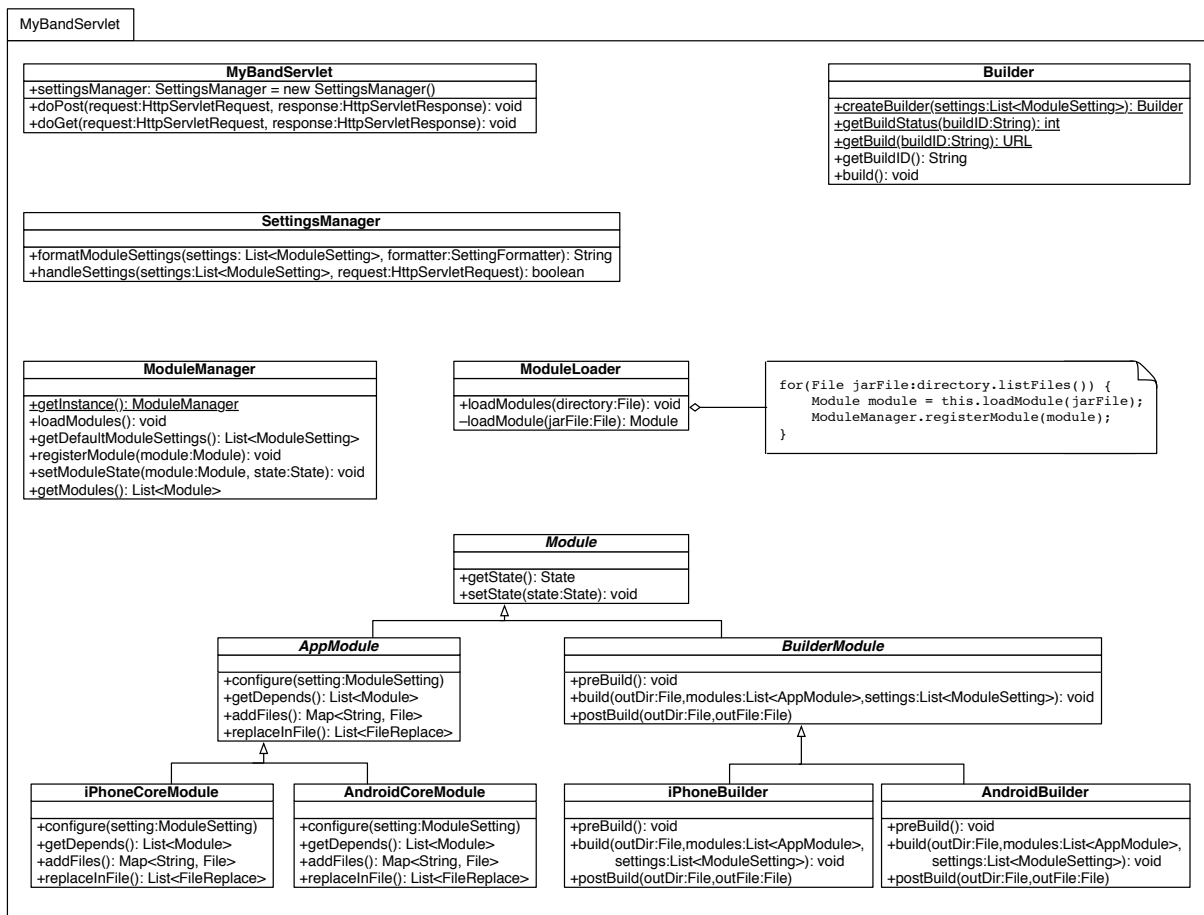 MyBandServlet
MyBandServlet
+settingsManager: SettingsManager = new SettingsManager()
+doPost(request:HttpServletRequest, response:HttpServletResponse): void
+doGet(request:HttpServletRequest, response:HttpServletResponse): void
Builder
+createBuilder(settings:List<ModuleSetting>): Builder
+getBuildStatus(buildID:String): int
+getBuild(buildID:String): URL
+getBuildID(): String
+build(): void
SettingsManager
+formatModuleSettings(settings: List<ModuleSetting>, formatter:SettingFormatter): String
+handleSettings(settings:List<ModuleSetting>, request:HttpServletRequest): boolean
ModuleManager
+getInstance(): ModuleManager
+loadModules(): void
+getDefaultModuleSettings(): List<ModuleSetting>
+registerModule(module:Module): void
+setModuleState(module:Module, state:State): void
+getModules(): List<Module>
ModuleLoader
+loadModules(directory:File): void
–loadModule(jarFile:File): Module
for(File jarFile:directory.listFiles()) {
Module module = this.loadModule(jarFile);
ModuleManager.registerModule(module);
}
Module
+getState(): State
+setState(state:State): void
AppModule
+configure(setting:ModuleSetting)
+getDepends(): List<Module>
+addFiles(): Map<String, File>
+replaceInFile(): List<FileReplace>
BuilderModule
+preBuild(): void
+build(outDir:File,modules:List<AppModule>,settings:List<ModuleSetting>): void
+postBuild(outDir:File,outFile:File)
iPhoneCoreModule
+configure(setting:ModuleSetting)
+getDepends(): List<Module>
+addFiles(): Map<String, File>
+replaceInFile(): List<FileReplace>
AndroidCoreModule
+configure(setting:ModuleSetting)
+getDepends(): List<Module>
+addFiles(): Map<String, File>
+replaceInFile(): List<FileReplace>
iPhoneBuilder
+preBuild(): void
+build(outDir:File,modules:List<AppModule>,
settings:List<ModuleSetting>): void
+postBuild(outDir:File,outFile:File)
AndroidBuilder
+preBuild(): void
+build(outDir:File,modules:List<AppModule>,
settings:List<ModuleSetting>): void
+postBuild(outDir:File,outFile:File)